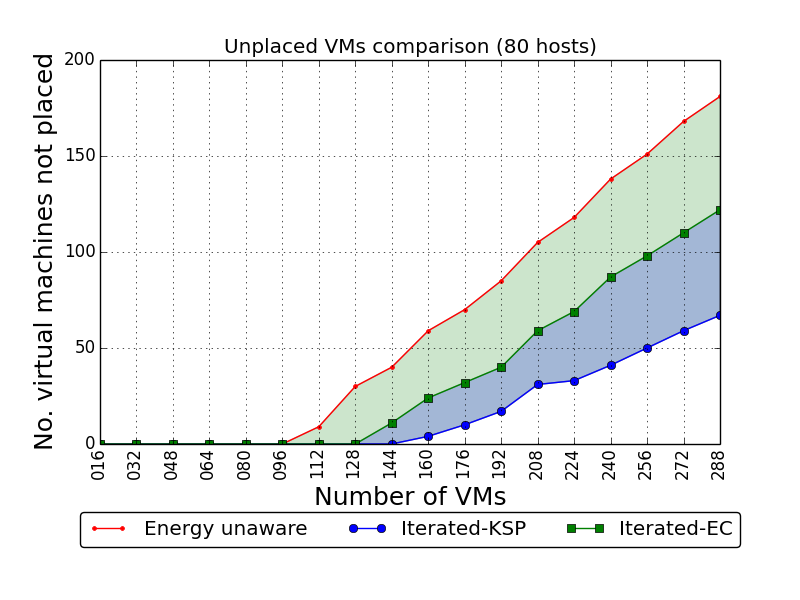 Unplaced VMs comparison (80 hosts)
No. virtual machines not placed
200
150
100
50
0
016 032 048 064 080 096 112 128 144 160 176 192 208 224 240 256 272 288
Number of VMs
Energy unaware Iterated-KSP Iterated-EC